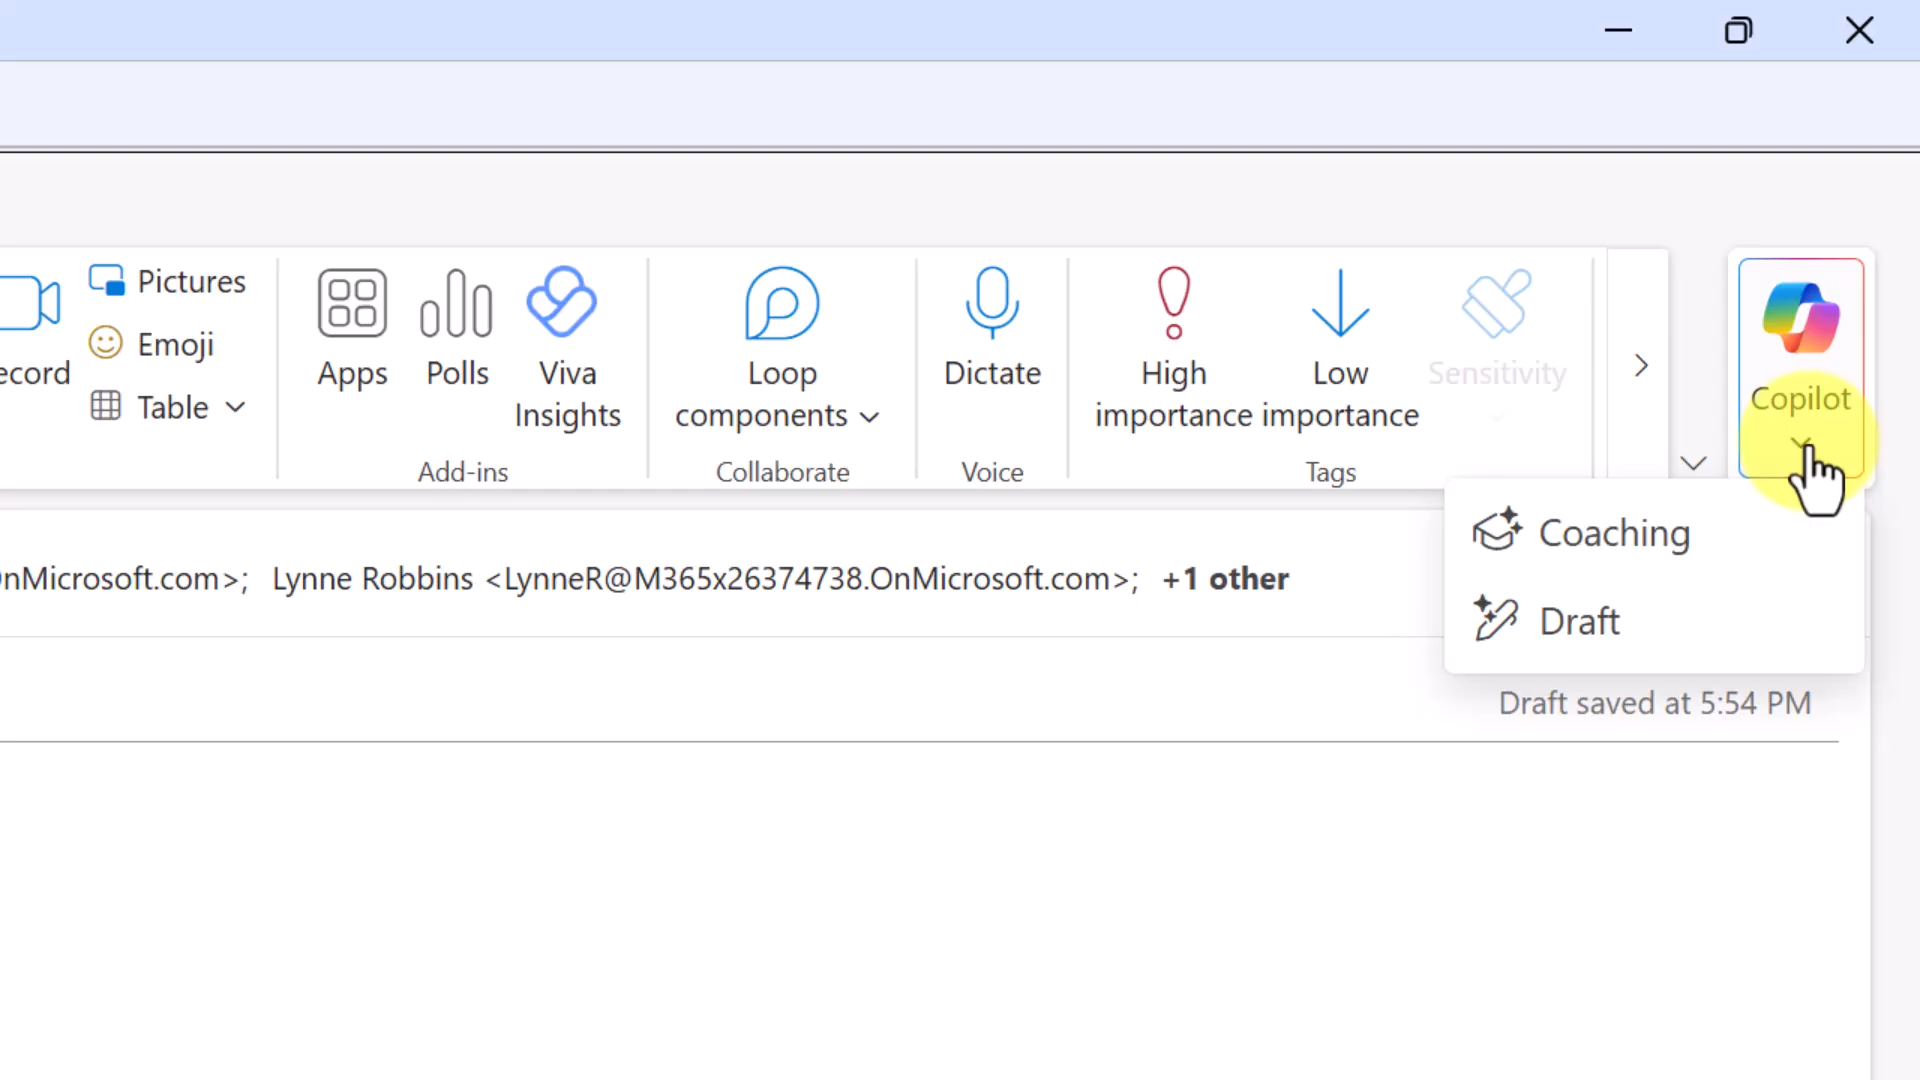 Pictures
Emoji
Table
ecord
Apps
Polls
Viva
Insights
Add-ins
Loop
components
Collaborate
Dictate
Voice
High
importance
Low
importance
Sensitivity
Tags
Copilot
Coaching
Draft
nMicrosoft.com>; Lynne Robbins <LynneR@M365x26374738.OnMicrosoft.com>; +1 other
Draft saved at 5:54 PM